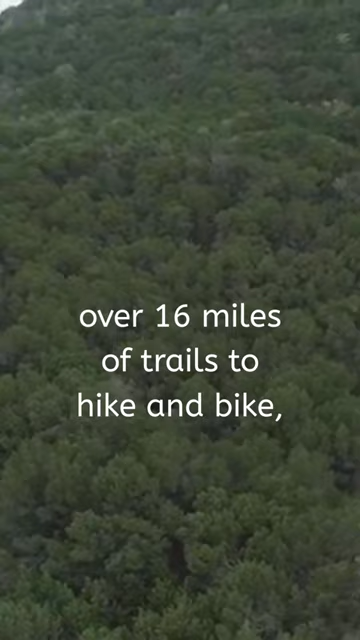 over 16 miles
of trails to
hike and bike,